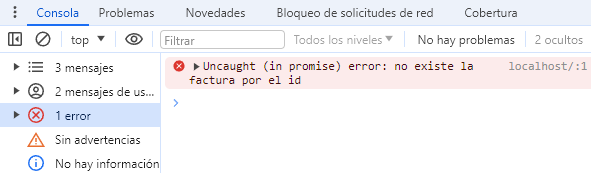 Consola Problemas Novedades Bloqueo de solicitudes de red Cobertura
top Filtrar Todos los niveles No hay problemas 2 ocultos
3 mensajes
2 mensajes de us...
1 error
Sin advertencias
No hay información
Uncaught (in promise) error: no existe la localhost/:1
factura por el id